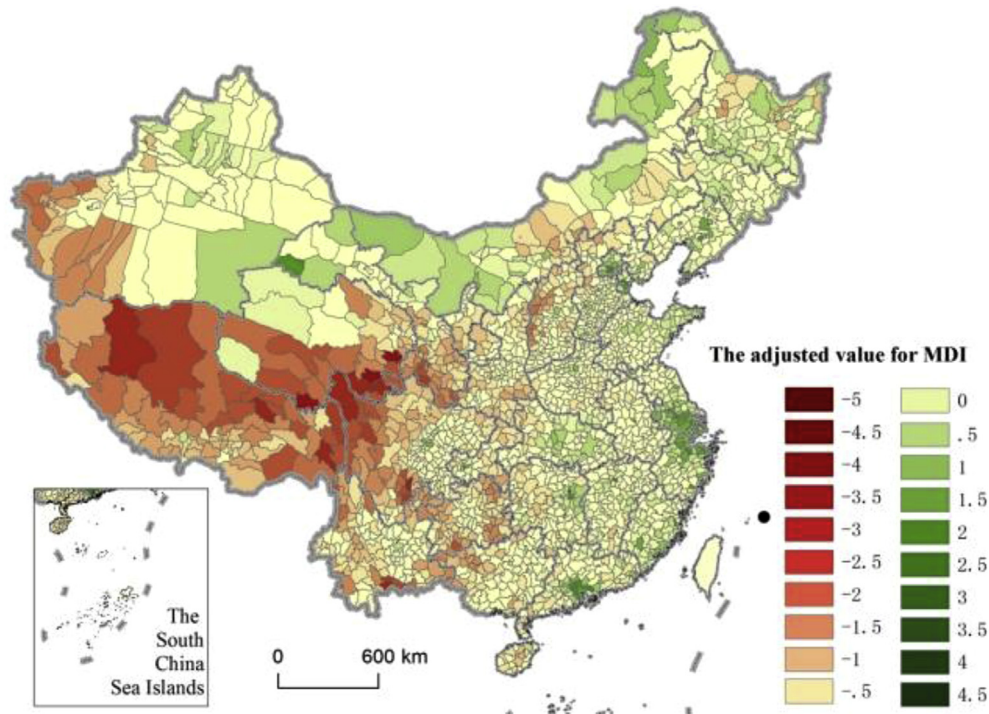 The adjusted value for MDI
-5 0
-4.5 .5
-4 1
-3.5 1.5
-3 2
-2.5 2.5
-2 3
-1.5 3.5
-1 4
-.5 4.5
The
South
China
Sea Islands
0 600 km